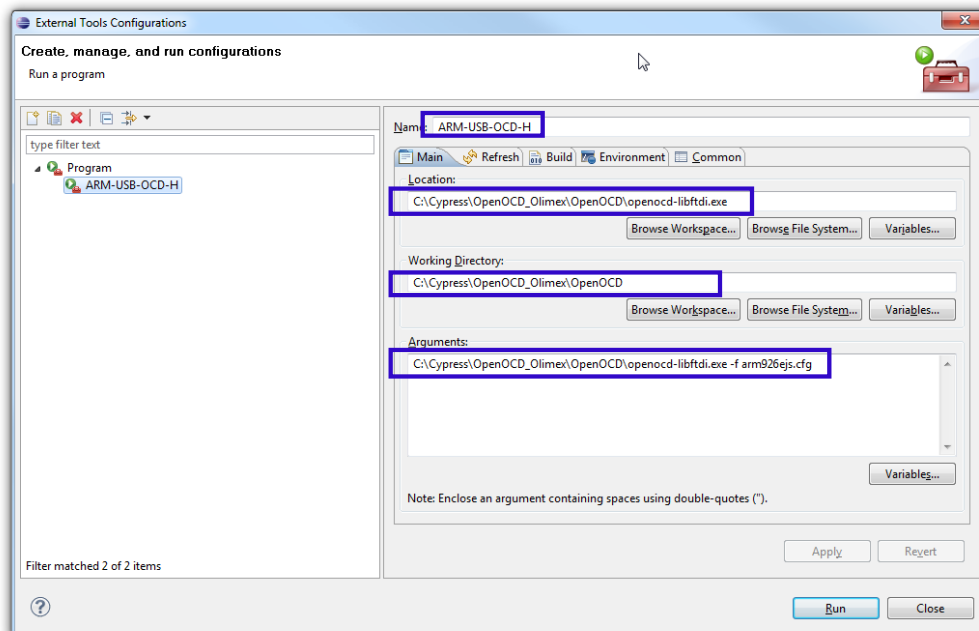 External Tools Configurations
Create, manage, and run configurations
Run a program
type filter text
Program
ARM-USB-OCD-H
Filter matched 2 of 2 items
Name: ARM-USB-OCD-H
Main Refresh Build Environment Common
Location:
C:\Cypress\OpenOCD_Olimex\OpenOCD\openocd-libftdi.exe
Browse Workspace... Browse File System... Variables...
Working Directory:
C:\Cypress\OpenOCD_Olimex\OpenOCD
Browse Workspace... Browse File System... Variables...
Arguments:
C:\Cypress\OpenOCD_Olimex\OpenOCD\openocd-libftdi.exe -f arm926ejs.cfg
Variables...
Note: Enclose an argument containing spaces using double-quotes (").
Apply Revert
Run Close